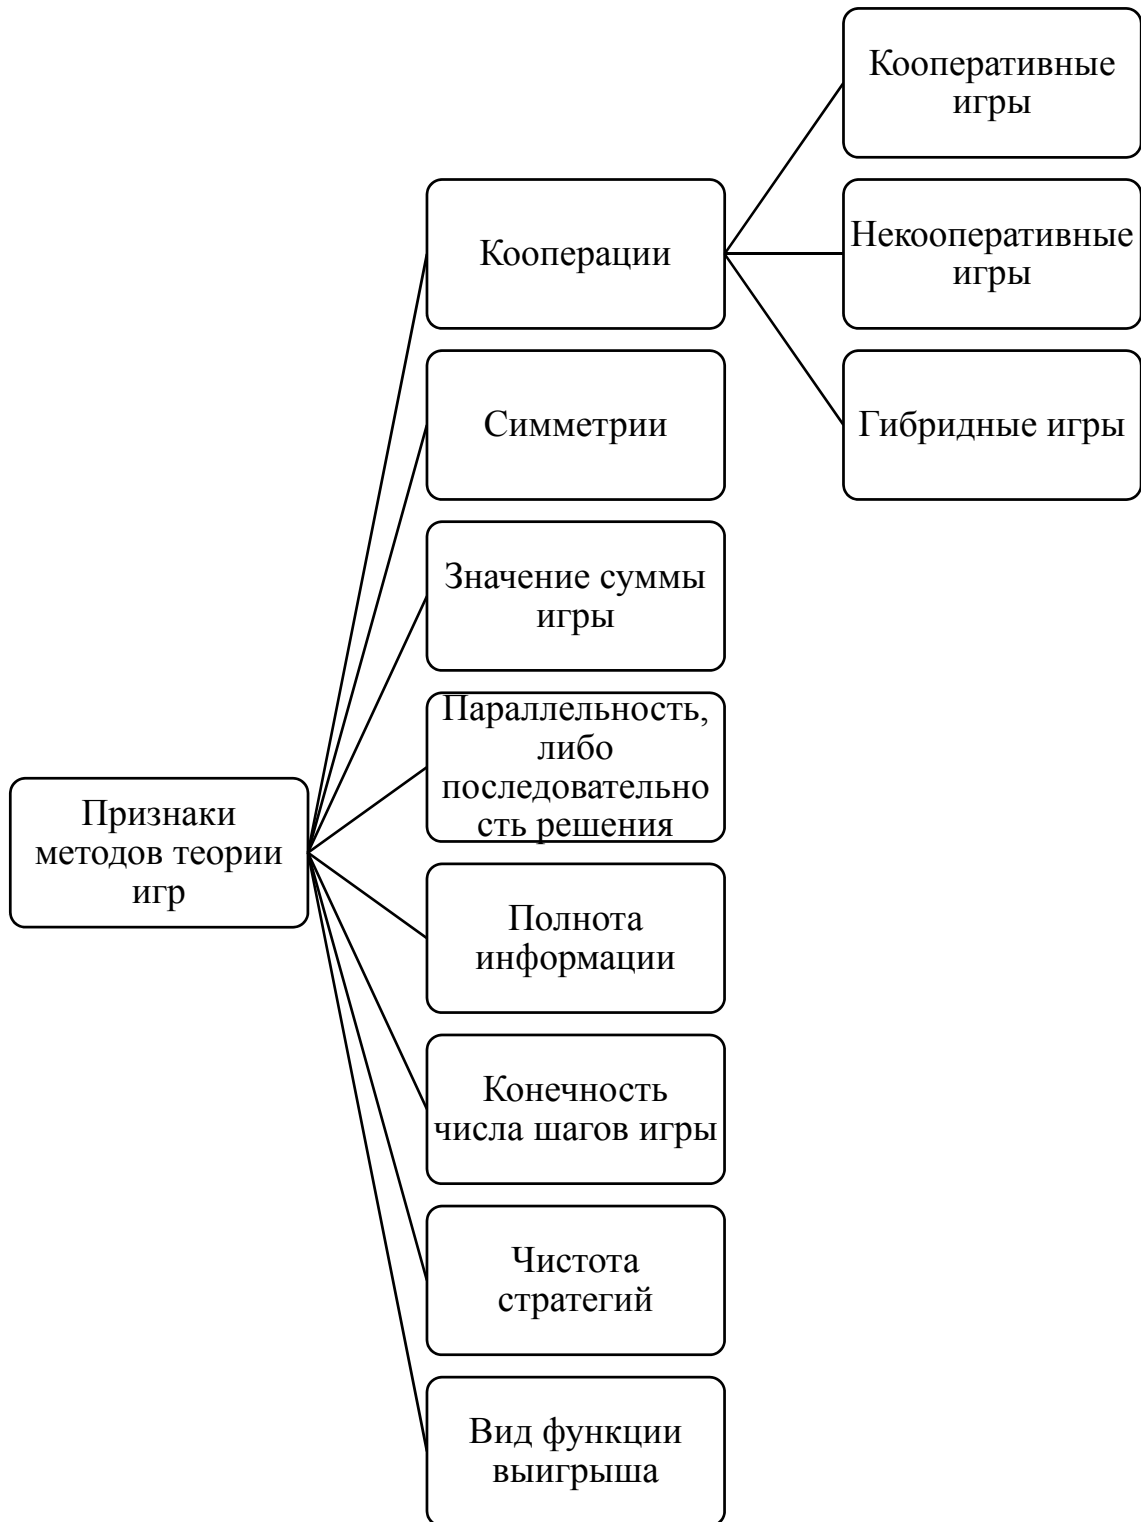 Кооперативные
игры
Кооперации
Некооперативные
игры
Симметрии
Гибридные игры
Значение суммы
игры
Параллельность,
либо
последовательно
сть решения
Признаки
методов теории
игр
Полнота
информации
Конечность
числа шагов игры
Чистота
стратегий
Вид функции
выигрыша